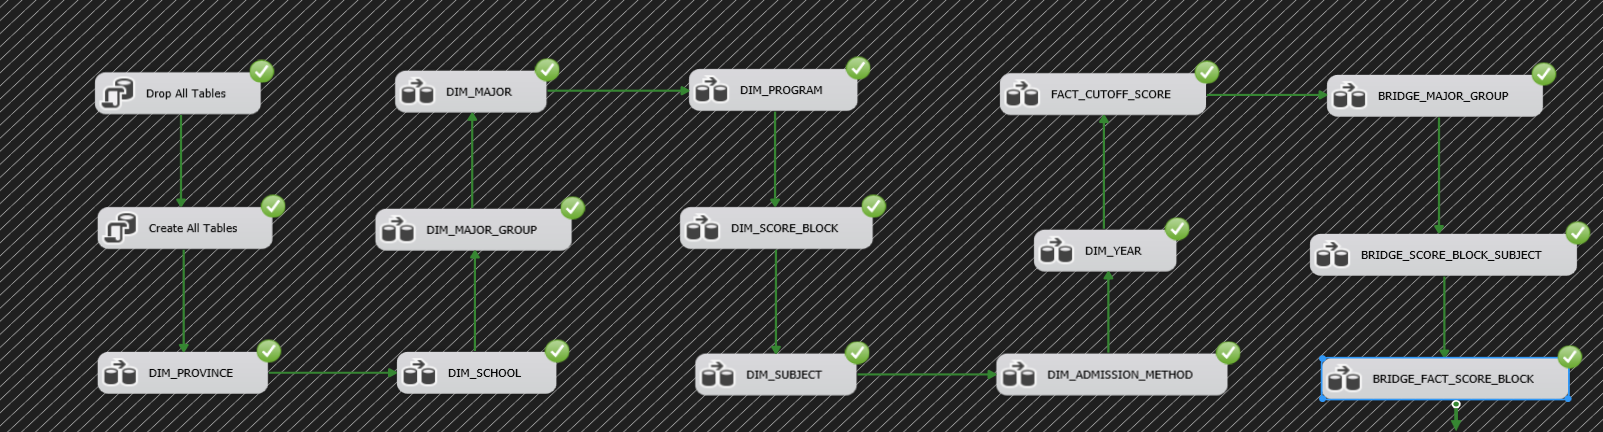 Drop All Tables
Create All Tables
DIM_PROVINCE
DIM_SCHOOL
DIM_MAJOR_GROUP
DIM_MAJOR
DIM_PROGRAM
DIM_SCORE_BLOCK
DIM_SUBJECT
DIM_ADMISSION_METHOD
DIM_YEAR
FACT_CUTOFF_SCORE
BRIDGE_MAJOR_GROUP
BRIDGE_SCORE_BLOCK_SUBJECT
BRIDGE_FACT_SCORE_BLOCK